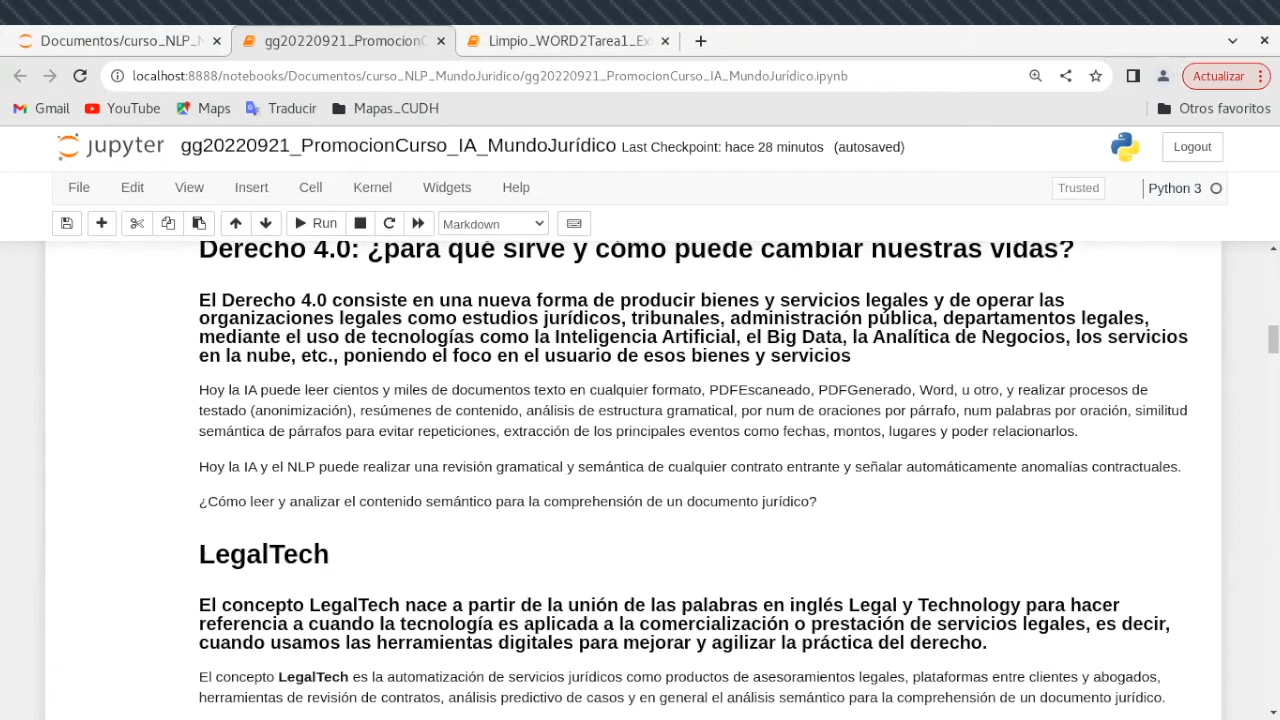 Documentos/curso_NLP_M
gg20220921_PromocionC
Limpio_WORD2Tarea1_Ex
localhost:8888/notebooks/Documentos/curso_NLP_MundoJuridico/gg20220921_PromocionCurso_IA_MundoJurídico.ipynb
Actualizar
Gmail YouTube Maps Traducir Mapas_CUDH Otros favoritos
jupyter gg20220921_PromocionCurso_IA_MundoJurídico Last Checkpoint: hace 28 minutos (autosaved) Logout
File Edit View Insert Cell Kernel Widgets Help Trusted Python 3
Run Markdown
Derecho 4.0: ¿para qué sirve y cómo puede cambiar nuestras vidas?
El Derecho 4.0 consiste en una nueva forma de producir bienes y servicios legales y de operar las
organizaciones legales como estudios jurídicos, tribunales, administración pública, departamentos legales,
mediante el uso de tecnologías como la Inteligencia Artificial, el Big Data, la Analítica de Negocios, los servicios
en la nube, etc., poniendo el foco en el usuario de esos bienes y servicios
Hoy la IA puede leer cientos y miles de documentos texto en cualquier formato, PDFEscaneado, PDFGenerado, Word, u otro, y realizar procesos de
testado (anonimización), resúmenes de contenido, análisis de estructura gramatical, por num de oraciones por párrafo, num palabras por oración, similitud
semántica de párrafos para evitar repeticiones, extracción de los principales eventos como fechas, montos, lugares y poder relacionarlos.
Hoy la IA y el NLP puede realizar una revisión gramatical y semántica de cualquier contrato entrante y señalar automáticamente anomalías contractuales.
¿Cómo leer y analizar el contenido semántico para la comprehensión de un documento jurídico?
LegalTech
El concepto LegalTech nace a partir de la unión de las palabras en inglés Legal y Technology para hacer
referencia a cuando la tecnología es aplicada a la comercialización o prestación de servicios legales, es decir,
cuando usamos las herramientas digitales para mejorar y agilizar la práctica del derecho.
El concepto LegalTech es la automatización de servicios jurídicos como productos de asesoramientos legales, plataformas entre clientes y abogados,
herramientas de revisión de contratos, análisis predictivo de casos y en general el análisis semántico para la comprehensión de un documento jurídico.